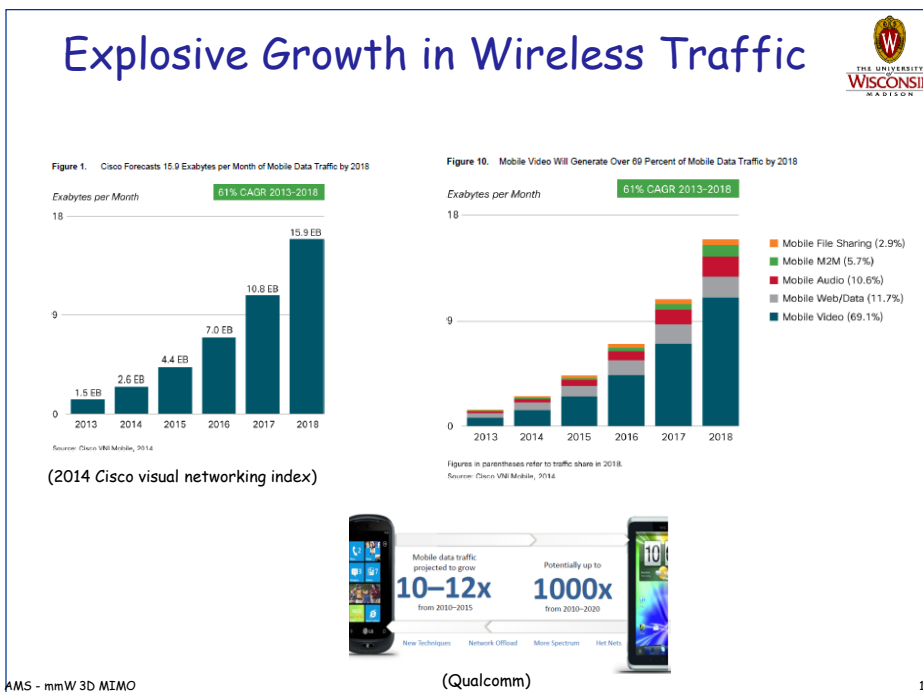 Explosive Growth in Wireless Traffic
THE UNIVERSITY
of
WISCONSIN
MADISON
Figure 1. Cisco Forecasts 15.9 Exabytes per Month of Mobile Data Traffic by 2018
Exabytes per Month
61% CAGR 2013-2018
18
15.9 EB
10.8 EB
9
7.0 EB
4.4 EB
2.6 EB
1.5 EB
0
2013 2014 2015 2016 2017 2018
Source: Cisco VNI Mobile, 2014
(2014 Cisco visual networking index)
Figure 10. Mobile Video Will Generate Over 69 Percent of Mobile Data Traffic by 2018
Exabytes per Month
61% CAGR 2013-2018
18
9
0
2013 2014 2015 2016 2017 2018
Mobile File Sharing (2.9%)
Mobile M2M (5.7%)
Mobile Audio (10.6%)
Mobile Web/Data (11.7%)
Mobile Video (69.1%)
Figures in parentheses refer to traffic share in 2018.
Source: Cisco VNI Mobile, 2014
Mobile data traffic
projected to grow
10–12x
from 2010–2015
Potentially up to
1000x
from 2010–2020
New Techniques Network Offload More Spectrum Het Nets
LG
10
(Qualcomm)
AMS - mmW 3D MIMO
1